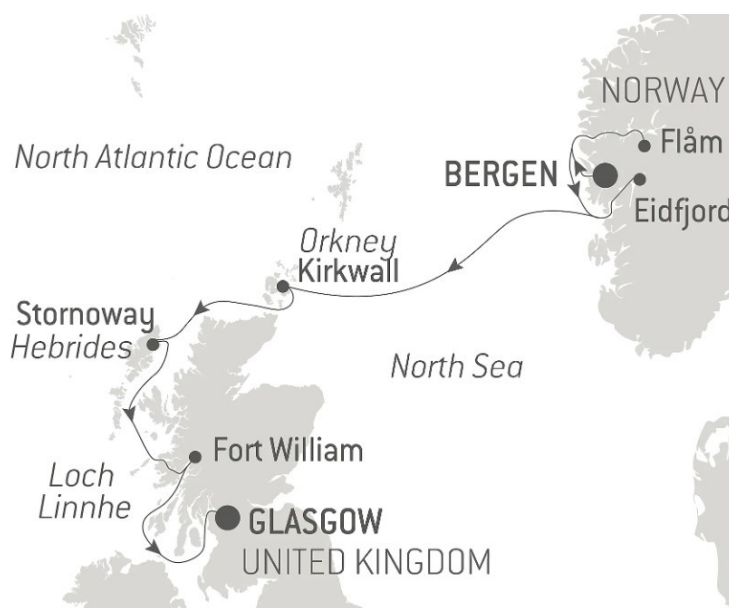 NORWAY
Flåm
North Atlantic Ocean
BERGEN
Eidfjord
Orkney
Kirkwall
Stornoway
Hebrides
North Sea
Fort William
Loch
Linnhe
GLASGOW
UNITED KINGDOM